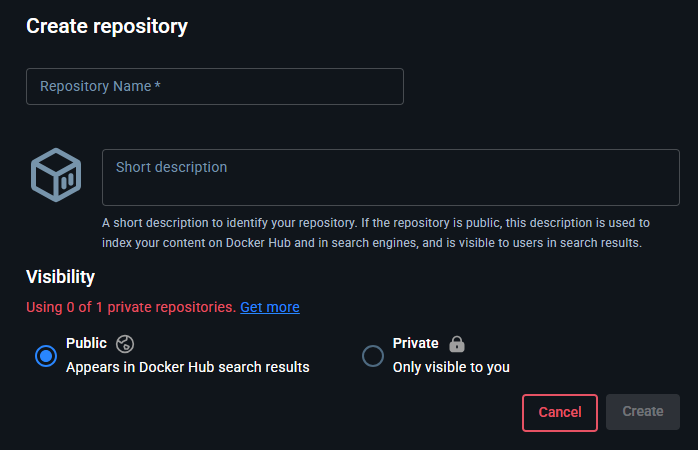 Create repository
Repository Name *
Short description
A short description to identify your repository. If the repository is public, this description is used to
index your content on Docker Hub and in search engines, and is visible to users in search results.
Visibility
Using 0 of 1 private repositories. Get more
Public
Appears in Docker Hub search results
Private
Only visible to you
Cancel
Create